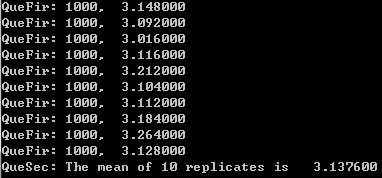 QueFir: 1000,  3.148000
QueFir: 1000,  3.092000
QueFir: 1000,  3.016000
QueFir: 1000,  3.116000
QueFir: 1000,  3.212000
QueFir: 1000,  3.104000
QueFir: 1000,  3.112000
QueFir: 1000,  3.184000
QueFir: 1000,  3.264000
QueFir: 1000,  3.128000
QueSec: The mean of 10 replicates is   3.137600